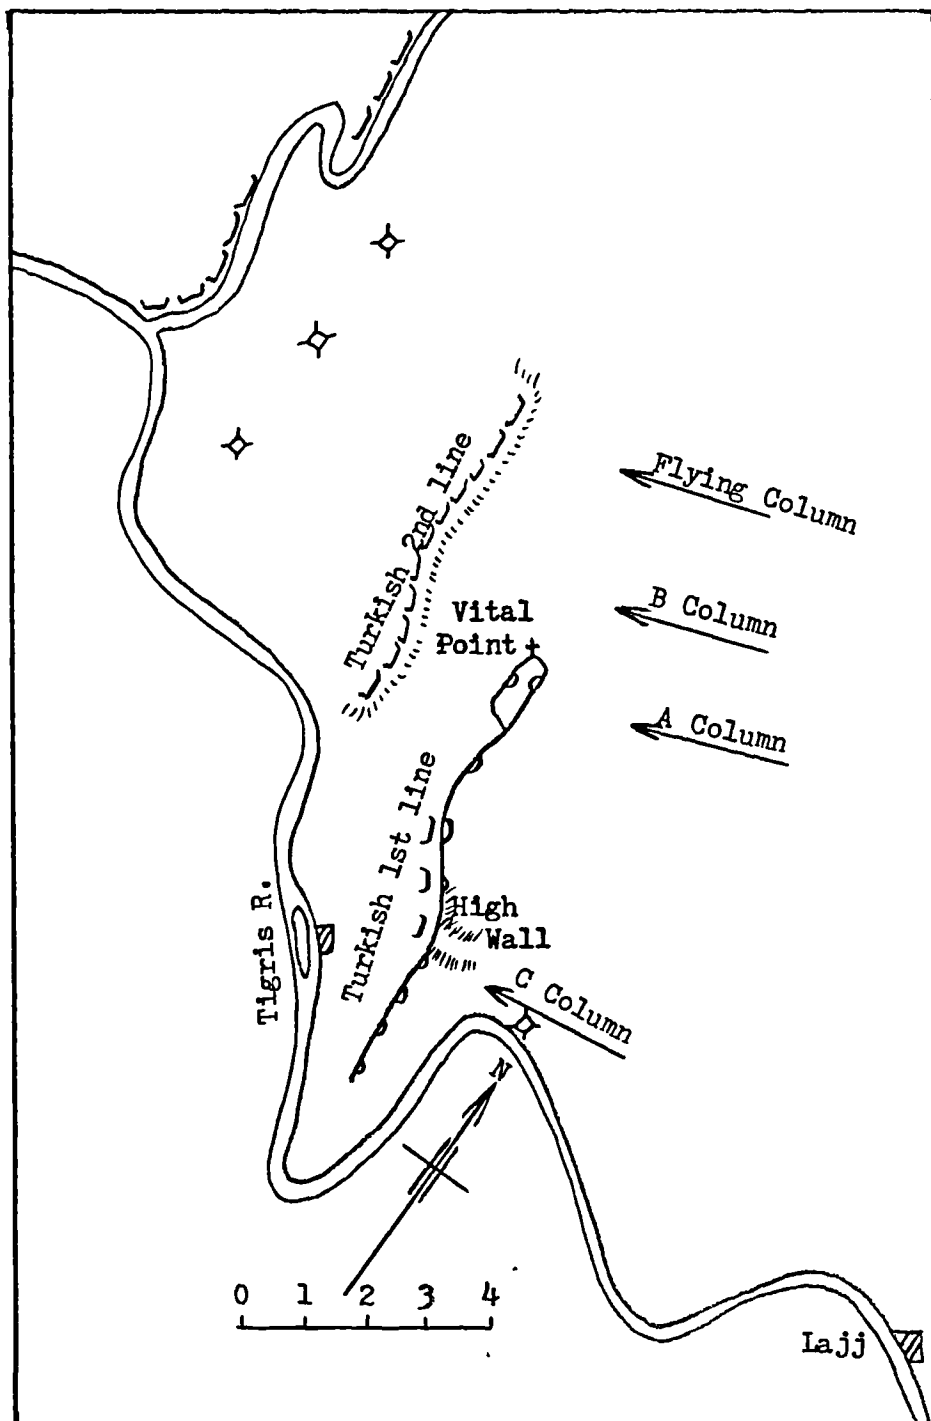 Flying Column
Turkish 2nd line
B Column
Vital
Point
A Column
Turkish 1st line
High
Wall
Tigris R.
C Column
N
0 1 2 3 4
Lajj